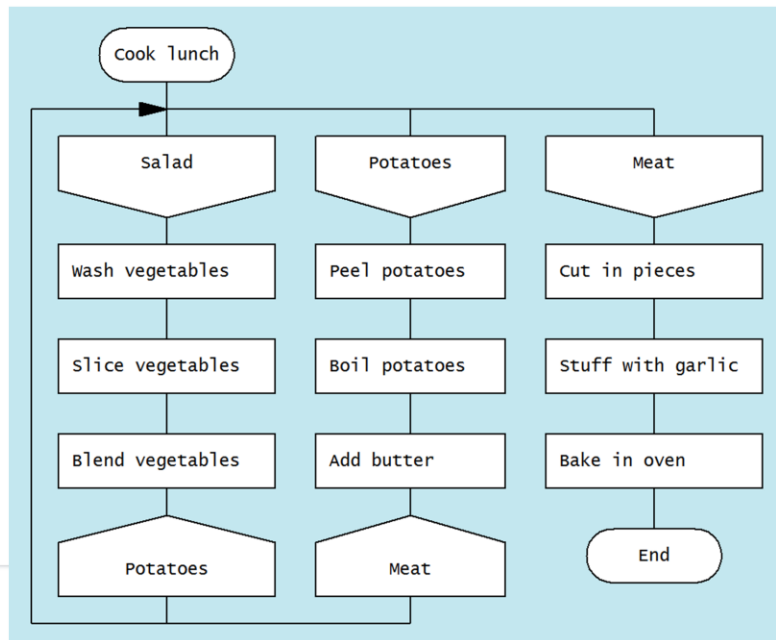 Cook lunch
Salad
Wash vegetables
Slice vegetables
Blend vegetables
Potatoes
Potatoes
Peel potatoes
Boil potatoes
Add butter
Meat
Meat
Cut in pieces
Stuff with garlic
Bake in oven
End